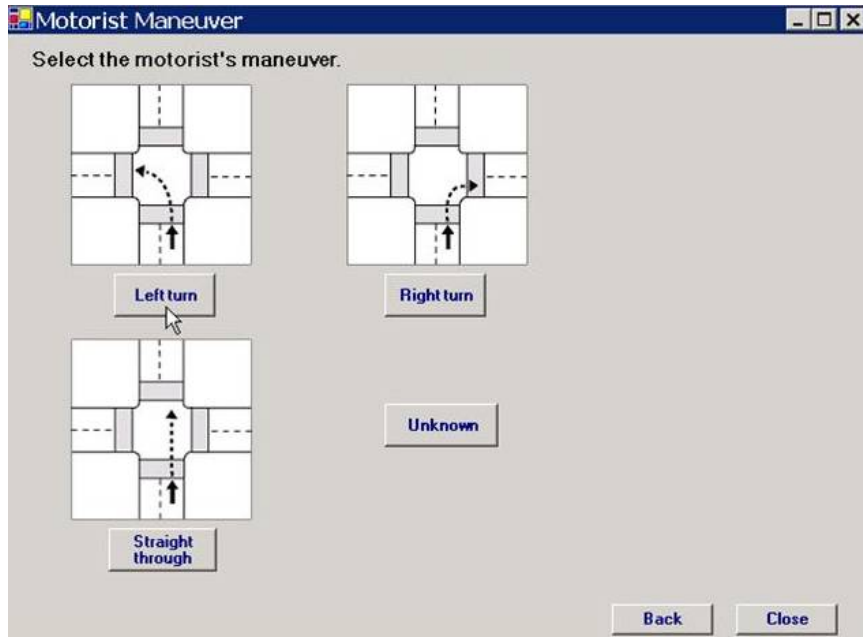 Motorist Maneuver
Select the motorist's maneuver.
Left turn
Right turn
Straight
through
Unknown
Back
Close